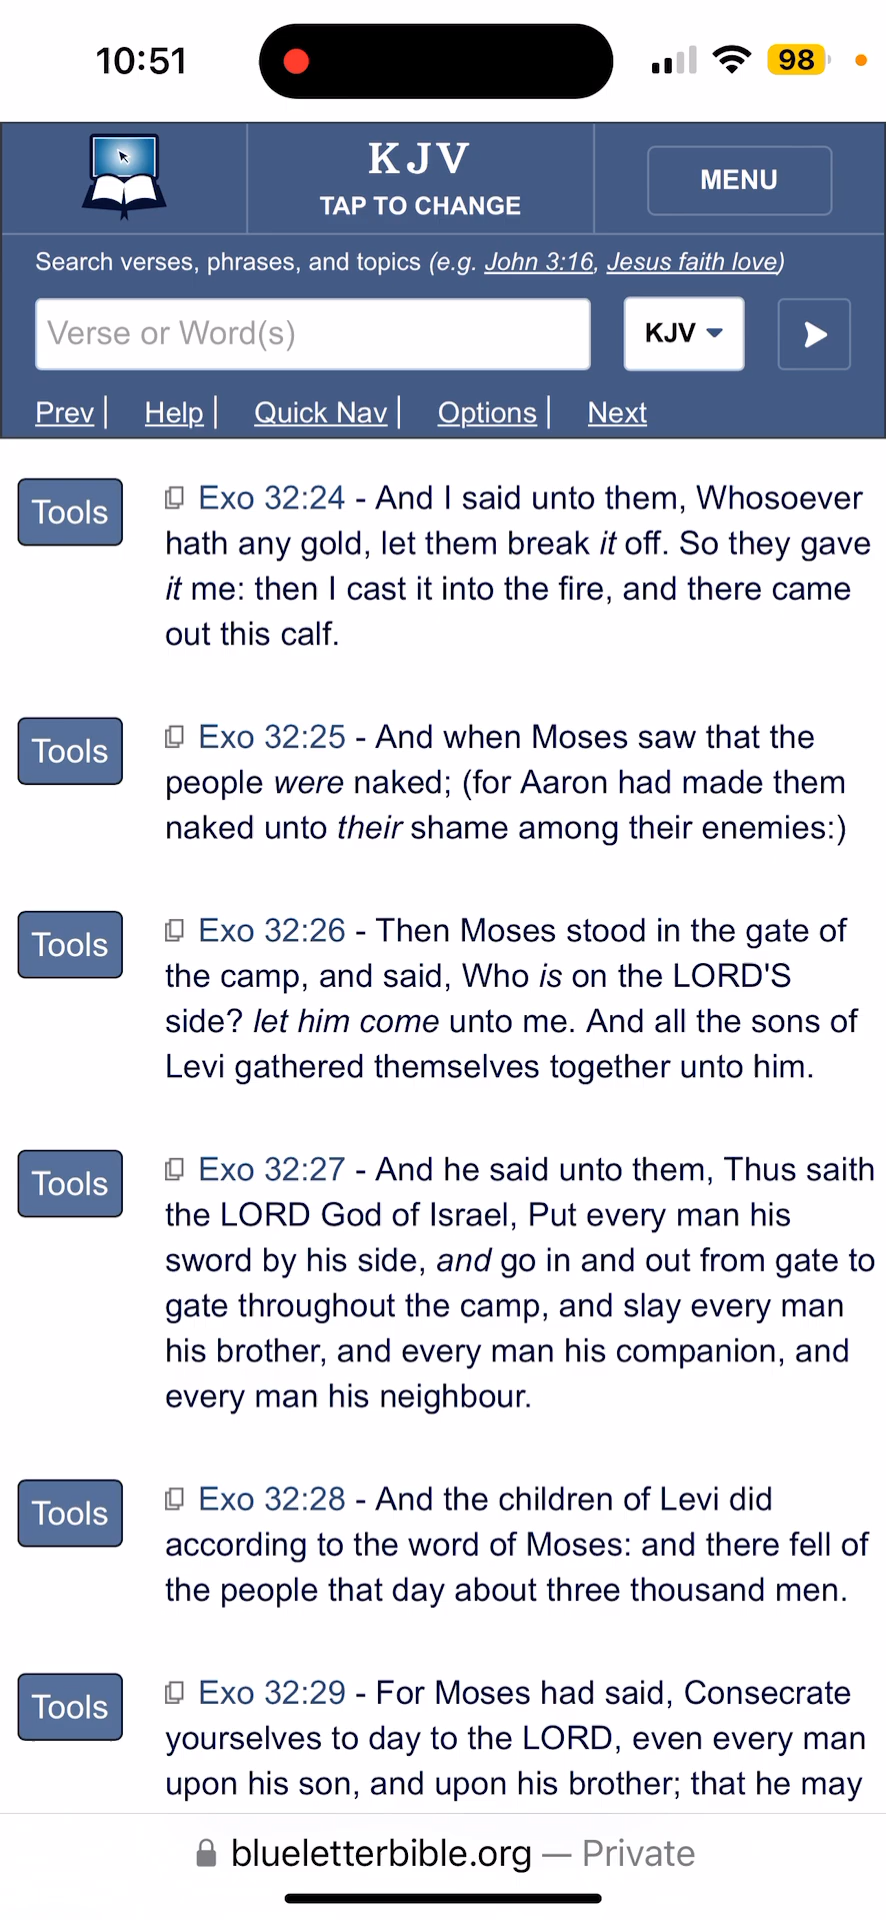 10:51
98
KJV
TAP TO CHANGE
MENU
Search verses, phrases, and topics (e.g. John 3:16, Jesus faith love)
Verse or Word(s)
KJV
Prev | Help | Quick Nav | Options | Next
Tools
Exo 32:24 - And I said unto them, Whosoever
hath any gold, let them break it off. So they gave
it me: then I cast it into the fire, and there came
out this calf.
Tools
Exo 32:25 - And when Moses saw that the
people were naked; (for Aaron had made them
naked unto their shame among their enemies:)
Tools
Exo 32:26 - Then Moses stood in the gate of
the camp, and said, Who is on the LORD'S
side? let him come unto me. And all the sons of
Levi gathered themselves together unto him.
Tools
Exo 32:27 - And he said unto them, Thus saith
the LORD God of Israel, Put every man his
sword by his side, and go in and out from gate to
gate throughout the camp, and slay every man
his brother, and every man his companion, and
every man his neighbour.
Tools
Exo 32:28 - And the children of Levi did
according to the word of Moses: and there fell of
the people that day about three thousand men.
Tools
Exo 32:29 - For Moses had said, Consecrate
yourselves to day to the LORD, even every man
upon his son, and upon his brother; that he may
blueletterbible.org — Private